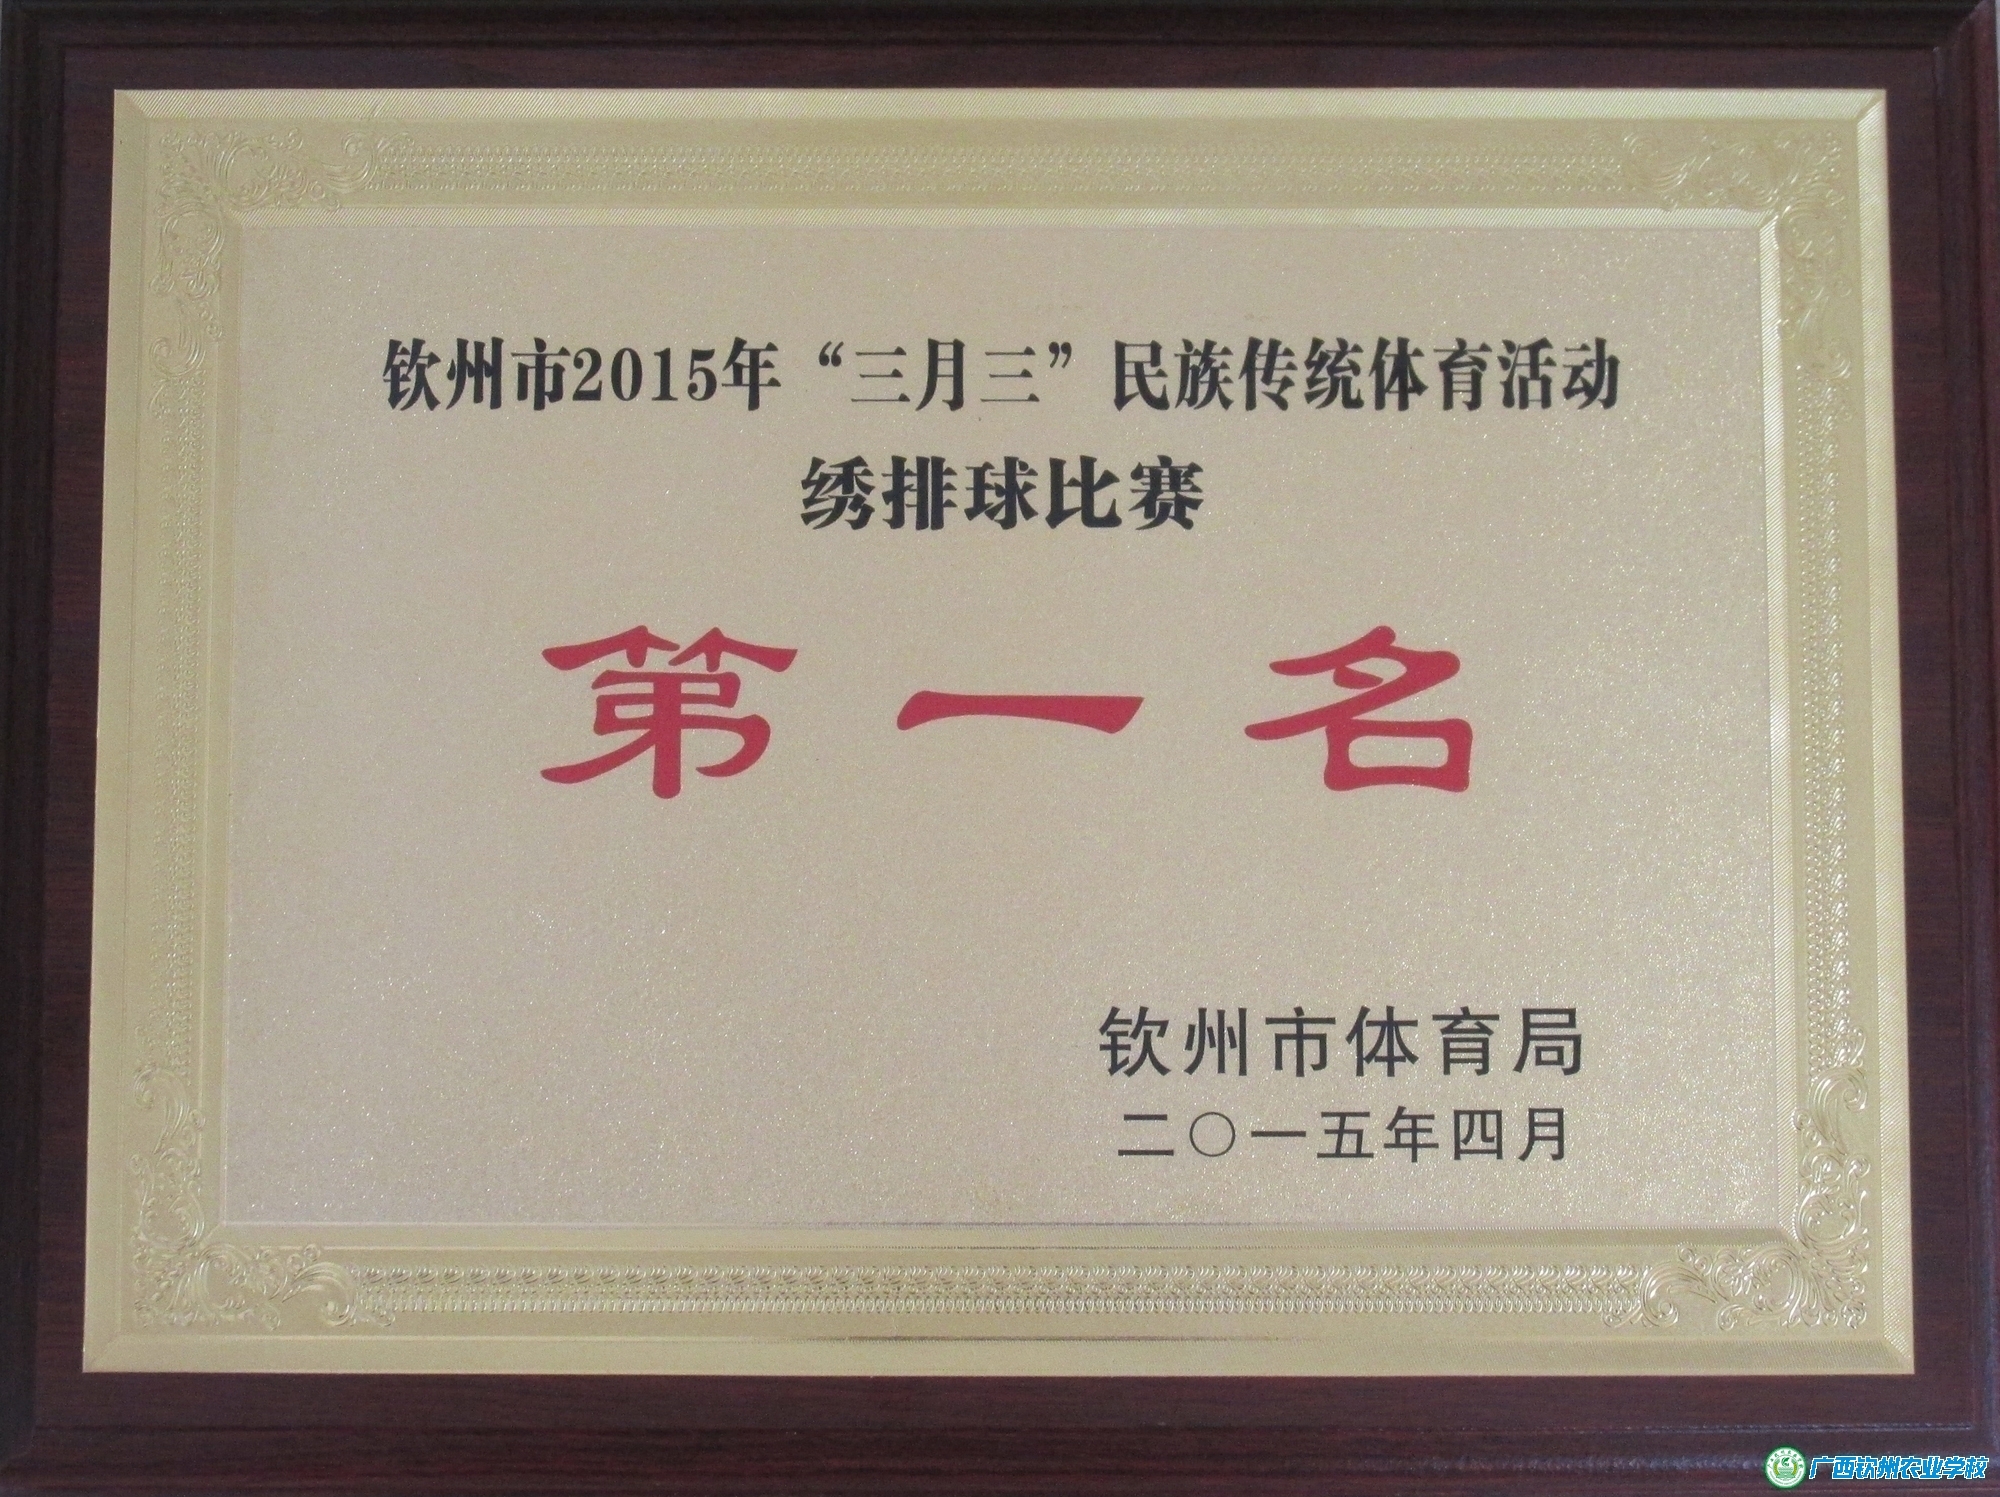 钦州市2015年“三月三”民族传统体育活动
绣排球比赛
第一名
钦州市体育局
二〇一五年四月
广西钦州农业学校